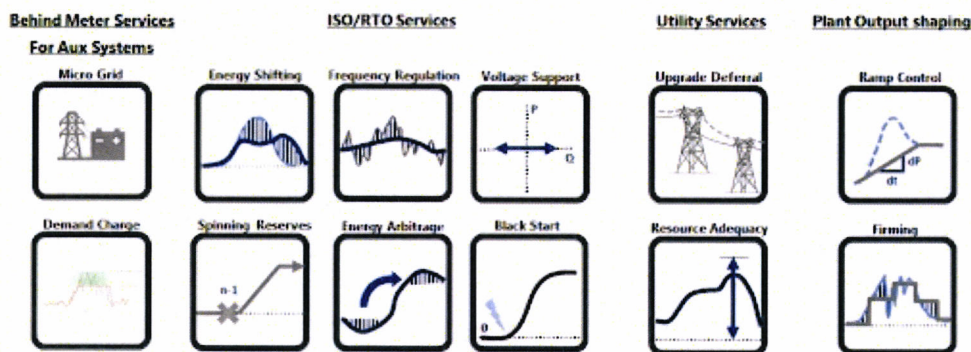 Behind Meter Services
For Aux Systems
ISO/RTO Services
Utility Services
Plant Output shaping
Micro Grid
Energy Shifting
Frequency Regulation
Voltage Support
P
Q
Upgrade Deferral
Ramp Control
dP
dt
Demand Charge
Spinning Reserves
n-1
Energy Arbitrage
Black Start
0
Resource Adequacy
Firming